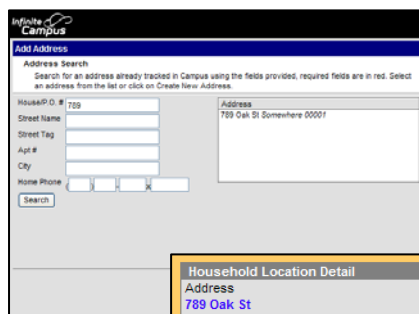 Infinite
Campus
Add Address
Address Search
Search for an address already tracked in Campus using the fields provided, required fields are in red. Select
an address from the list or click on Create New
Address.
House/P.O. # 789
Street Name
Street Tag
Apt #
City
Home Phone ( ) - x
Search
Address
789 Oak St Somewhere 00001
Household Location Detail
Address
789 Oak St